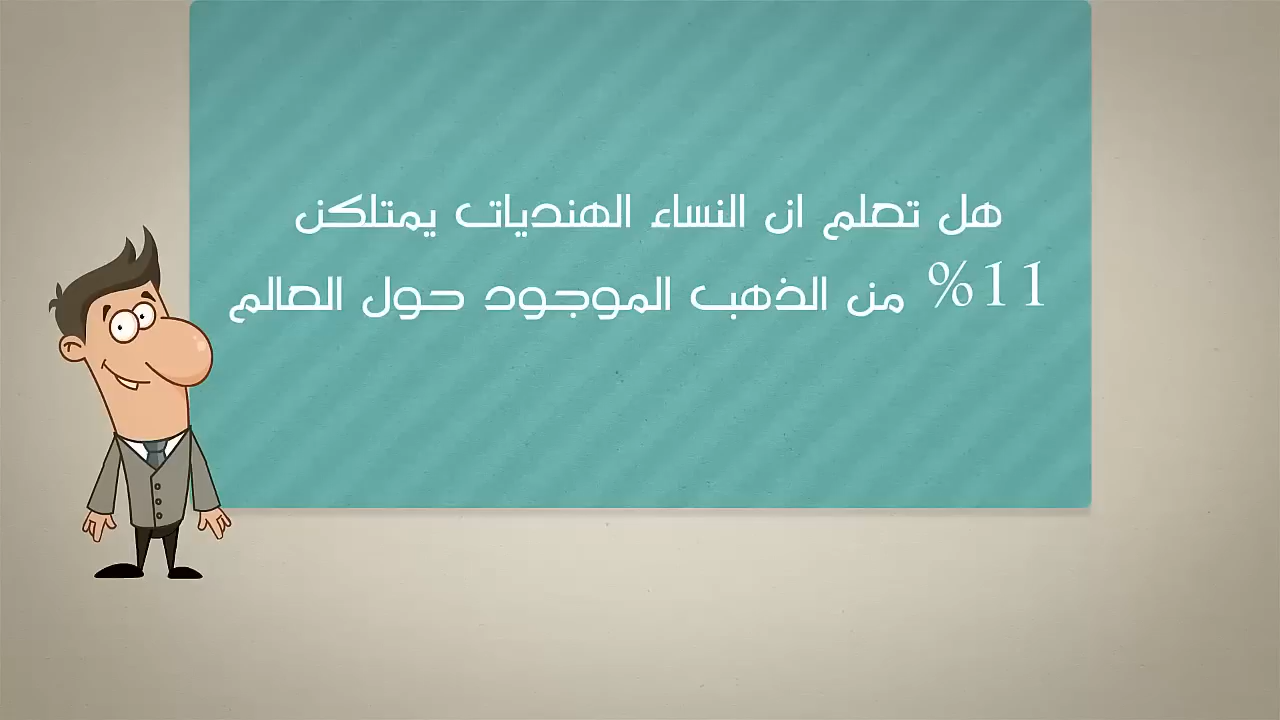 هل تعلم ان النساء الهنديات يمتلكن
11% من الذهب الموجود حول العالم